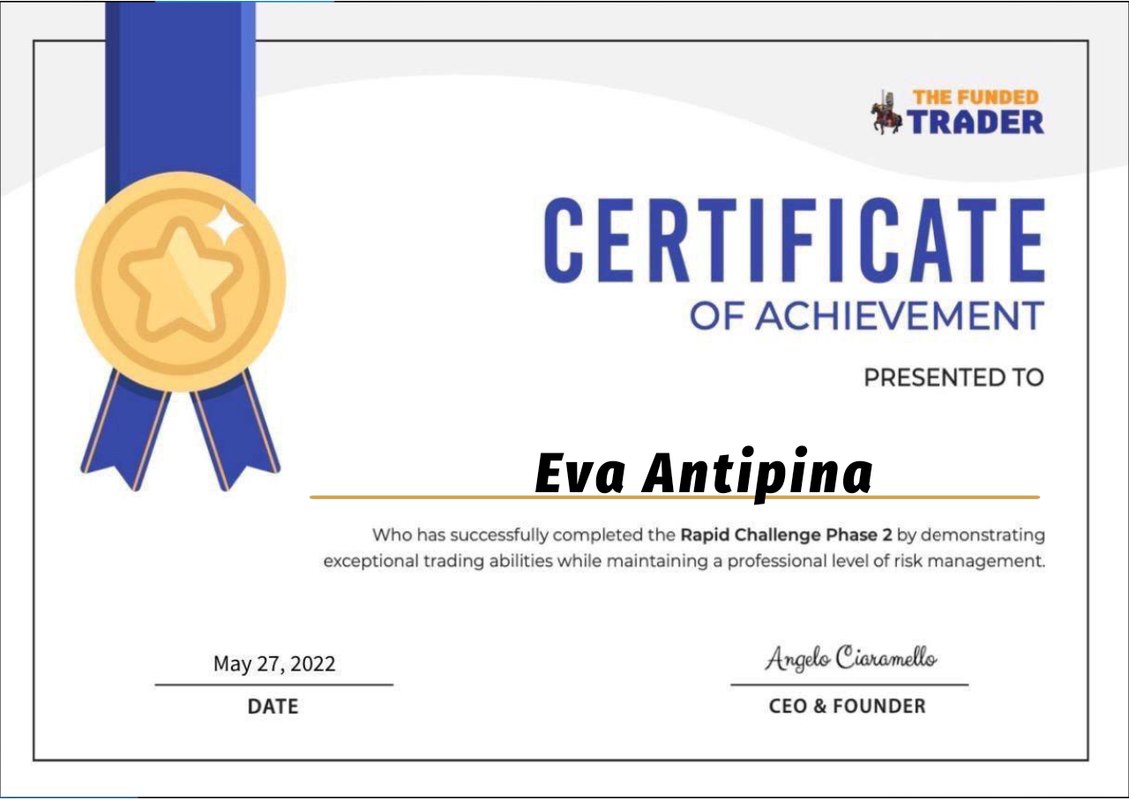 THE FUNDED
TRADER
CERTIFICATE
OF ACHIEVEMENT
PRESENTED TO
Eva Antipina
Who has successfully completed the Rapid Challenge Phase 2 by demonstrating
exceptional trading abilities while maintaining a professional level of risk management.
May 27, 2022
DATE
Angelo Ciaramello
CEO & FOUNDER